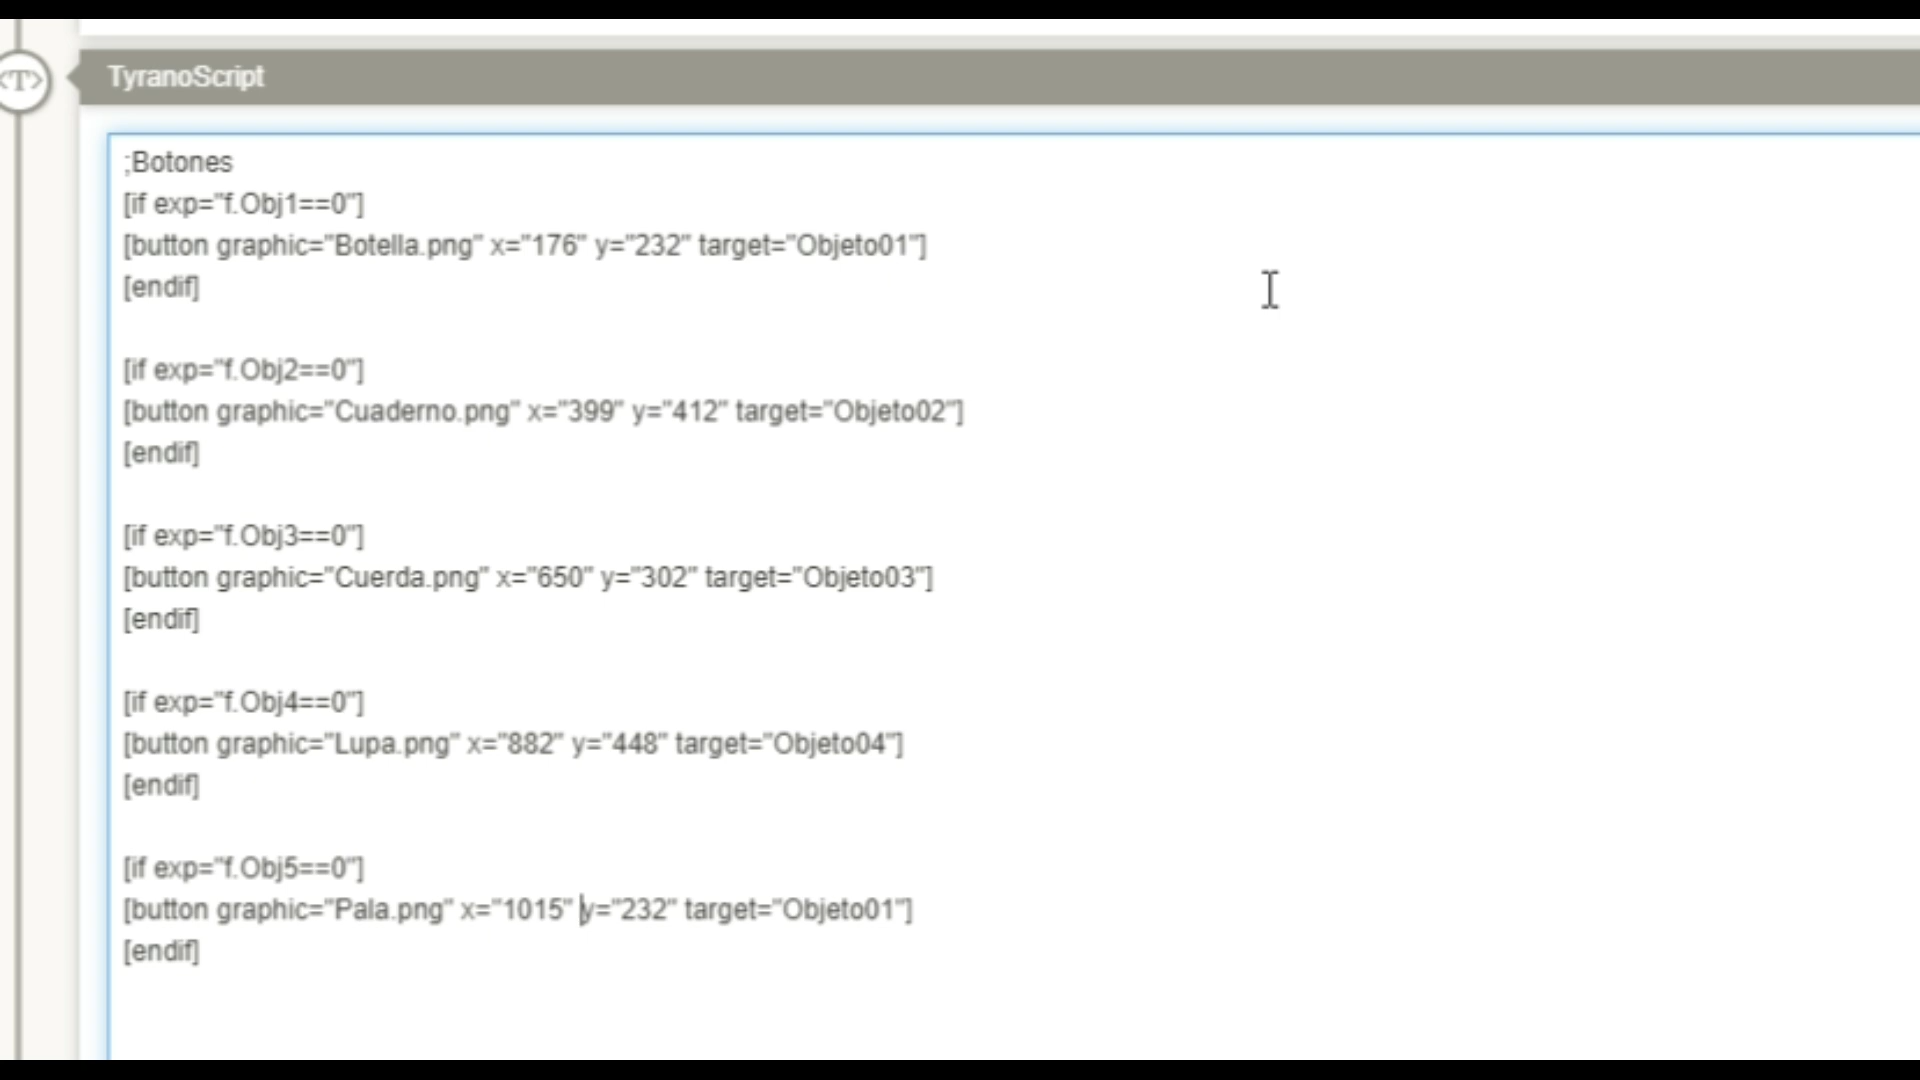 <T>
TyranoScript
;Botones
[if exp="f.Obj1==0"]
[button graphic="Botella.png" x="176" y="232" target="Objeto01"]
[endif]
[if exp="f.Obj2==0"]
[button graphic="Cuaderno.png" x="399" y="412" target="Objeto02"]
[endif]
[if exp="f.Obj3==0"]
[button graphic="Cuerda.png" x="650" y="302" target="Objeto03"]
[endif]
[if exp="f.Obj4==0"]
[button graphic="Lupa.png" x="882" y="448" target="Objeto04"]
[endif]
[if exp="f.Obj5==0"]
[button graphic="Pala.png" x="1015" y="232" target="Objeto01"]
[endif]